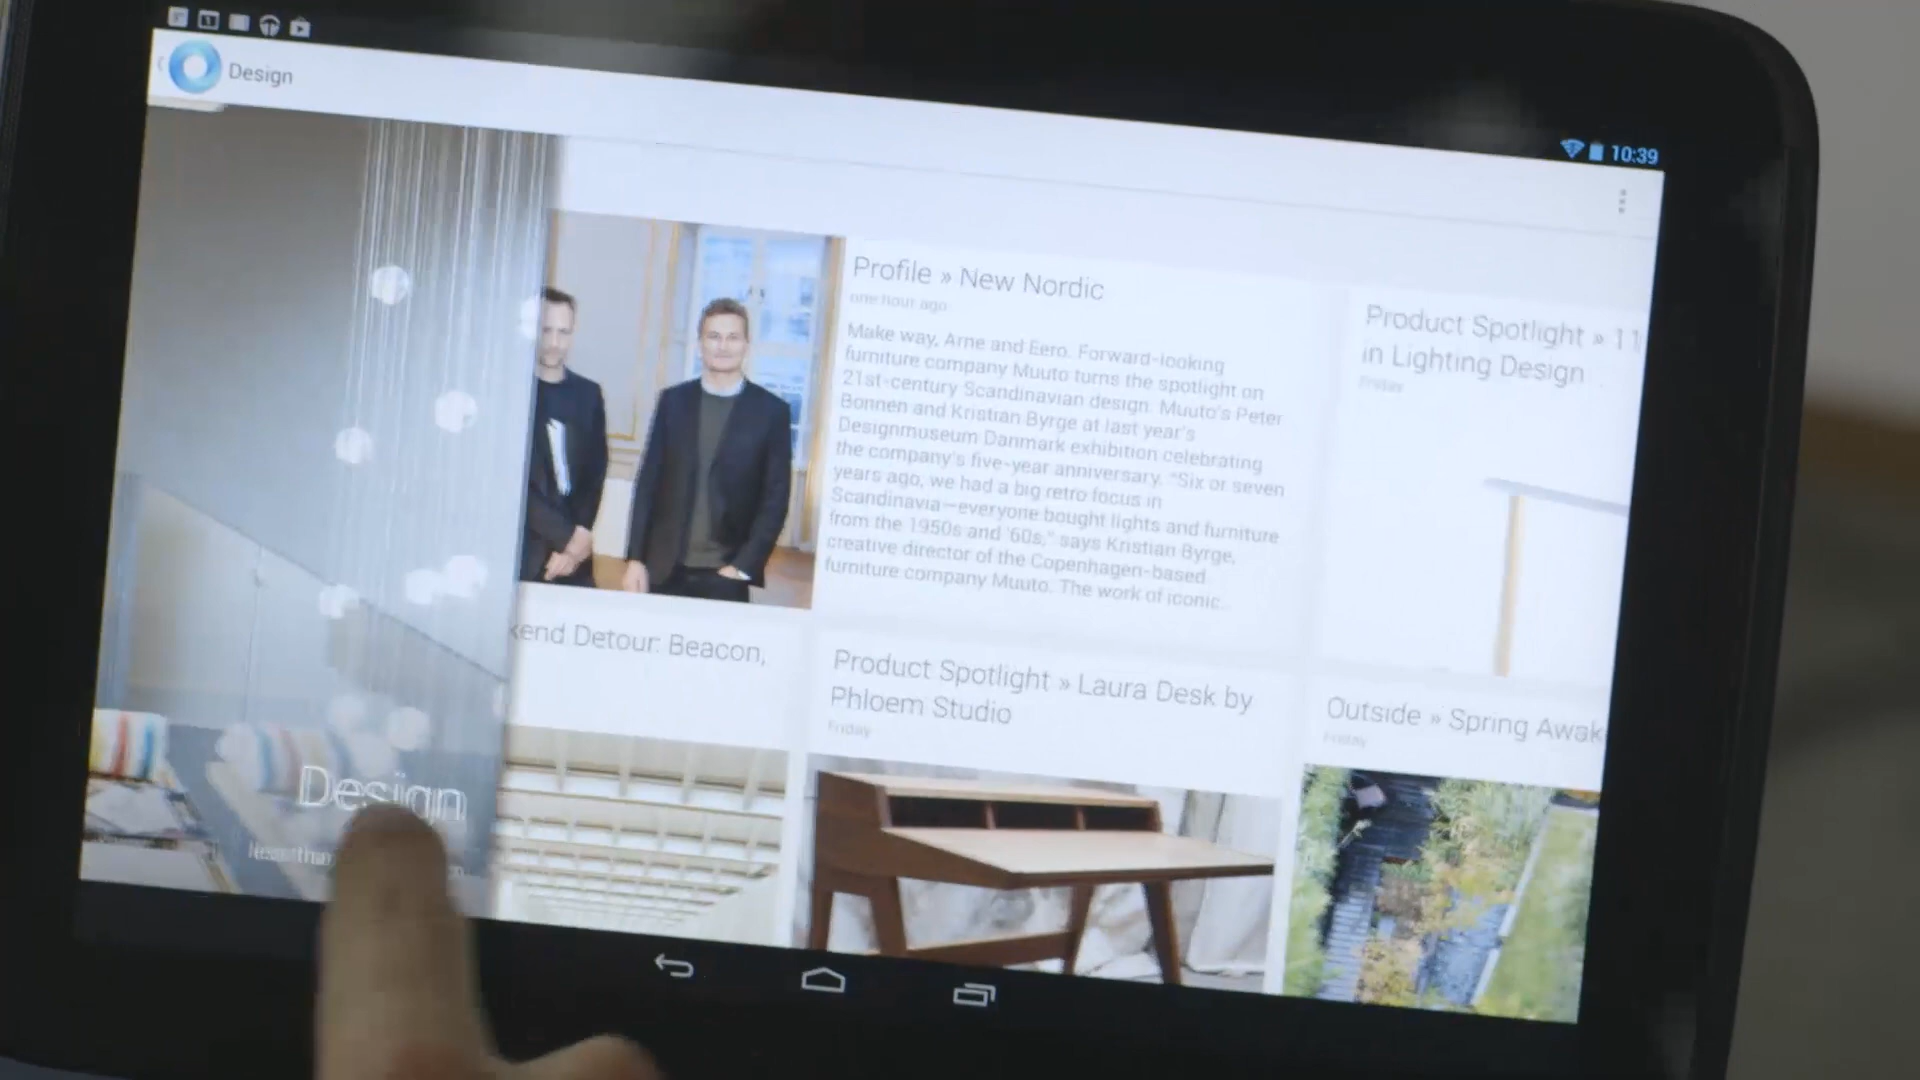 Design
10:39
Profile » New Nordic
one hour ago
Make way, Arne and Eero. Forward-looking
furniture company Muuto turns the spotlight on
21st-century Scandinavian design. Muuto's Peter
Bonnen and Kristian Byrge at last year's
Designmuseum Danmark exhibition celebrating
the company's five-year anniversary. "Six or seven
years ago, we had a big retro focus in
Scandinavia—everyone bought lights and furniture
from the 1950s and '60s," says Kristian Byrge,
creative director of the Copenhagen-based
furniture company Muuto. The work of iconic...
Product Spotlight » 11
in Lighting Design
Friday
kend Detour: Beacon,
Product Spotlight » Laura Desk by
Phloem Studio
Friday
Outside » Spring Awak
Friday
Design